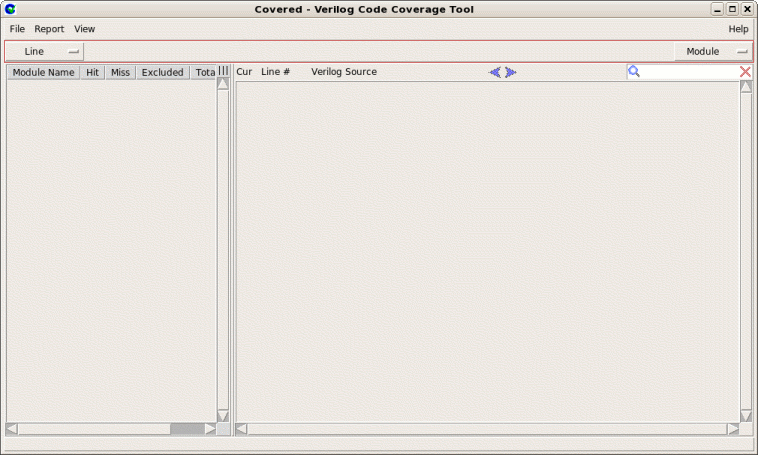 Covered - Verilog Code Coverage Tool
File Report View Help
Line Module
Module Name Hit Miss Excluded Tota Cur Line # Verilog Source